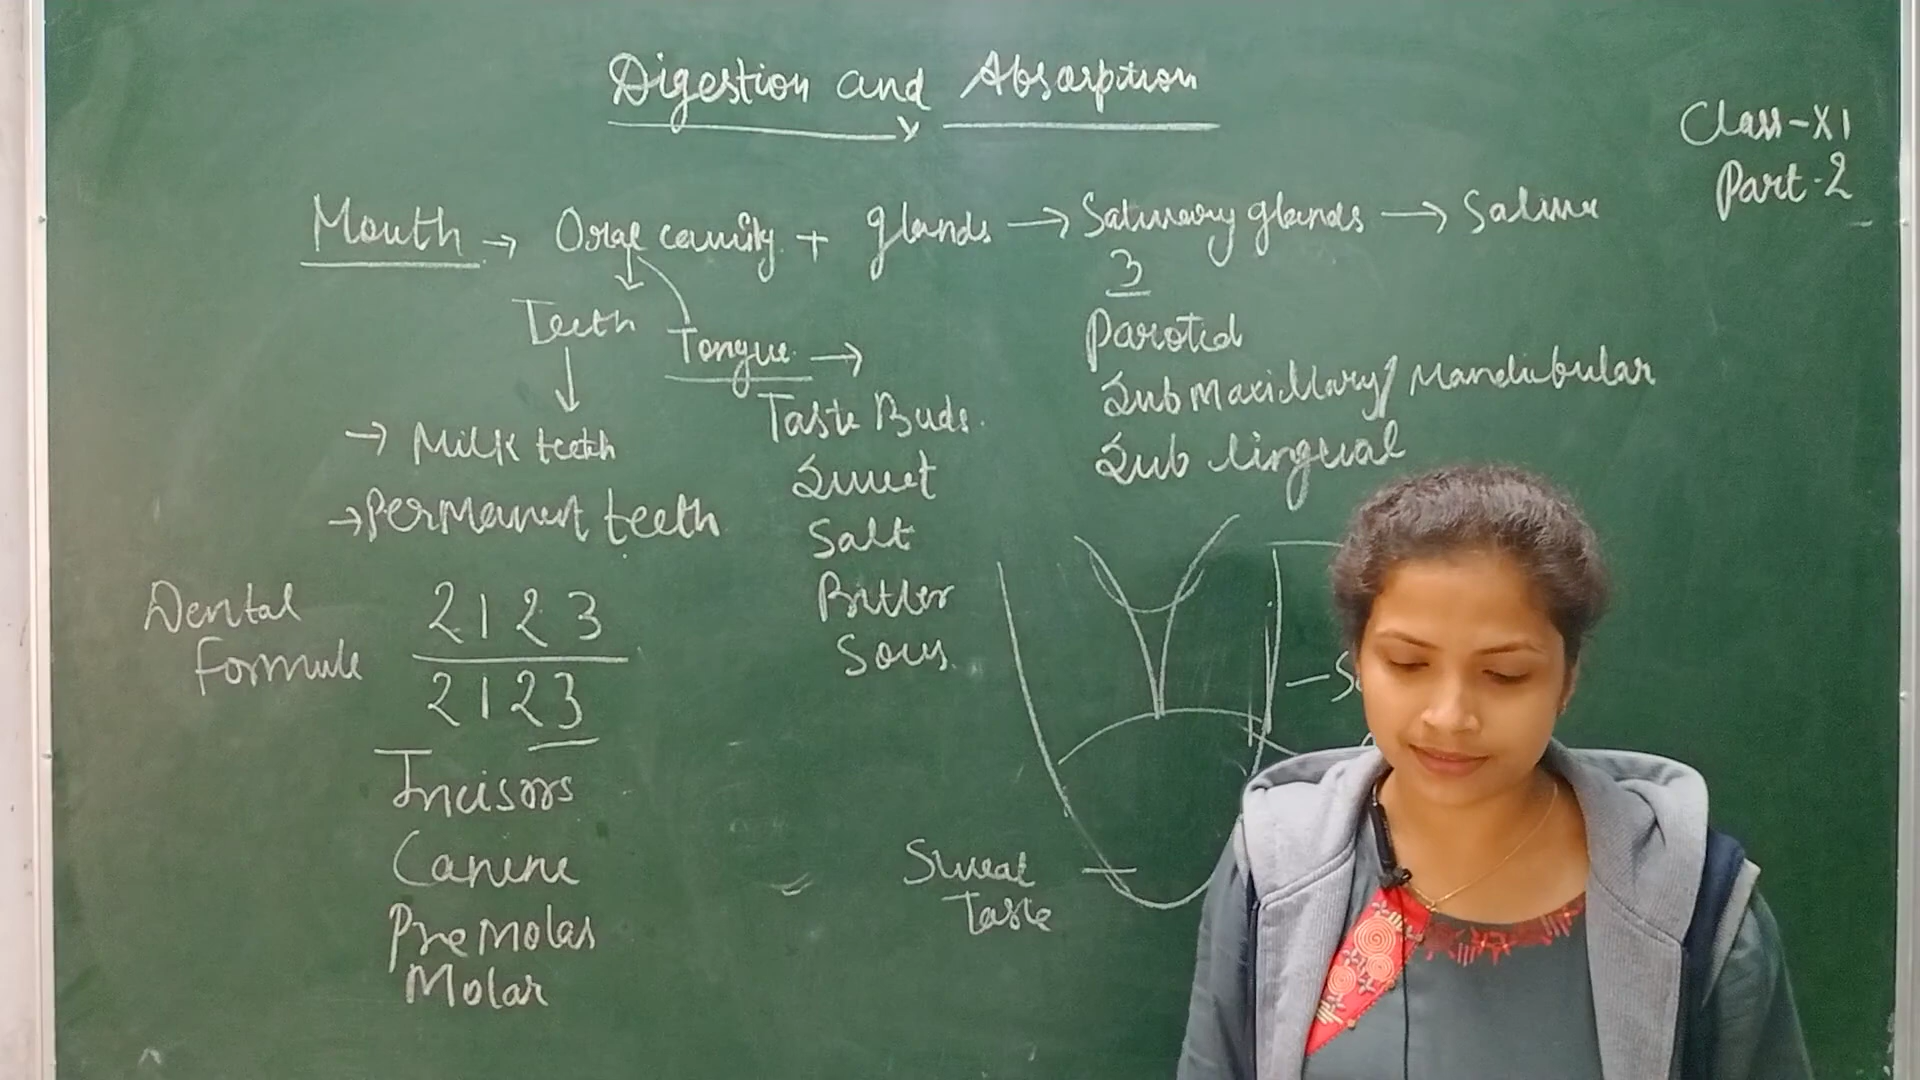 Digestion and Absorption
Class-XI
Part-2
Mouth → Oral cavity + glands → Salivary glands → Saliva
3
Teeth
Tongue →
Parotid
Sub Maxillary/ Mandibular
Sub lingual
Taste Buds.
Sweet
Salt
Bitter
Sour
→ Milk teeth
→ Permanent teeth
Dental
Formula
2 1 2 3
2 1 2 3
Incisors
Canine
Premolar
Molar
Sweet
Taste